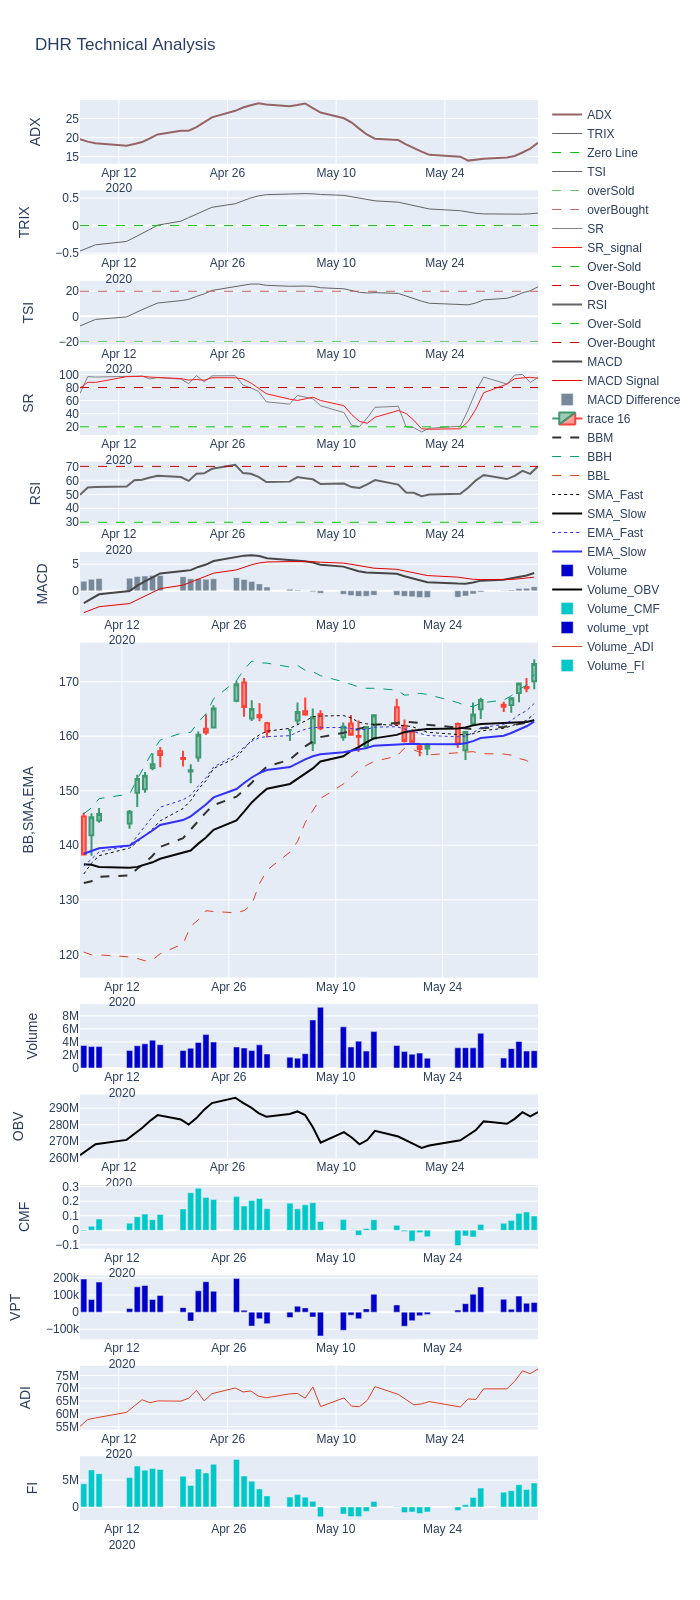 DHR Technical Analysis
ADX
25
20
15
Apr 12
2020
Apr 26
May 10
May 24
TRIX
0.5
0
−0.5
Apr 12
2020
Apr 26
May 10
May 24
TSI
20
0
−20
Apr 12
2020
Apr 26
May 10
May 24
SR
100
80
60
40
20
Apr 12
2020
Apr 26
May 10
May 24
RSI
70
60
50
40
30
Apr 12
2020
Apr 26
May 10
May 24
MACD
5
0
Apr 12
2020
Apr 26
May 10
May 24
BB,SMA,EMA
170
160
150
140
130
120
Apr 12
2020
Apr 26
May 10
May 24
Volume
8M
6M
4M
2M
0
Apr 12
2020
Apr 26
May 10
May 24
OBV
290M
280M
270M
260M
Apr 12
2020
Apr 26
May 10
May 24
CMF
0.3
0.2
0.1
0
−0.1
Apr 12
2020
Apr 26
May 10
May 24
VPT
200k
100k
0
−100k
Apr 12
2020
Apr 26
May 10
May 24
ADI
75M
70M
65M
60M
55M
Apr 12
2020
Apr 26
May 10
May 24
FI
5M
0
Apr 12
2020
Apr 26
May 10
May 24
ADX
TRIX
Zero Line
TSI
overSold
overBought
SR
SR_signal
Over-Sold
Over-Bought
RSI
Over-Sold
Over-Bought
MACD
MACD Signal
MACD Difference
trace 16
BBM
BBH
BBL
SMA_Fast
SMA_Slow
EMA_Fast
EMA_Slow
Volume
Volume_OBV
Volume_CMF
volume_vpt
Volume_ADI
Volume_FI